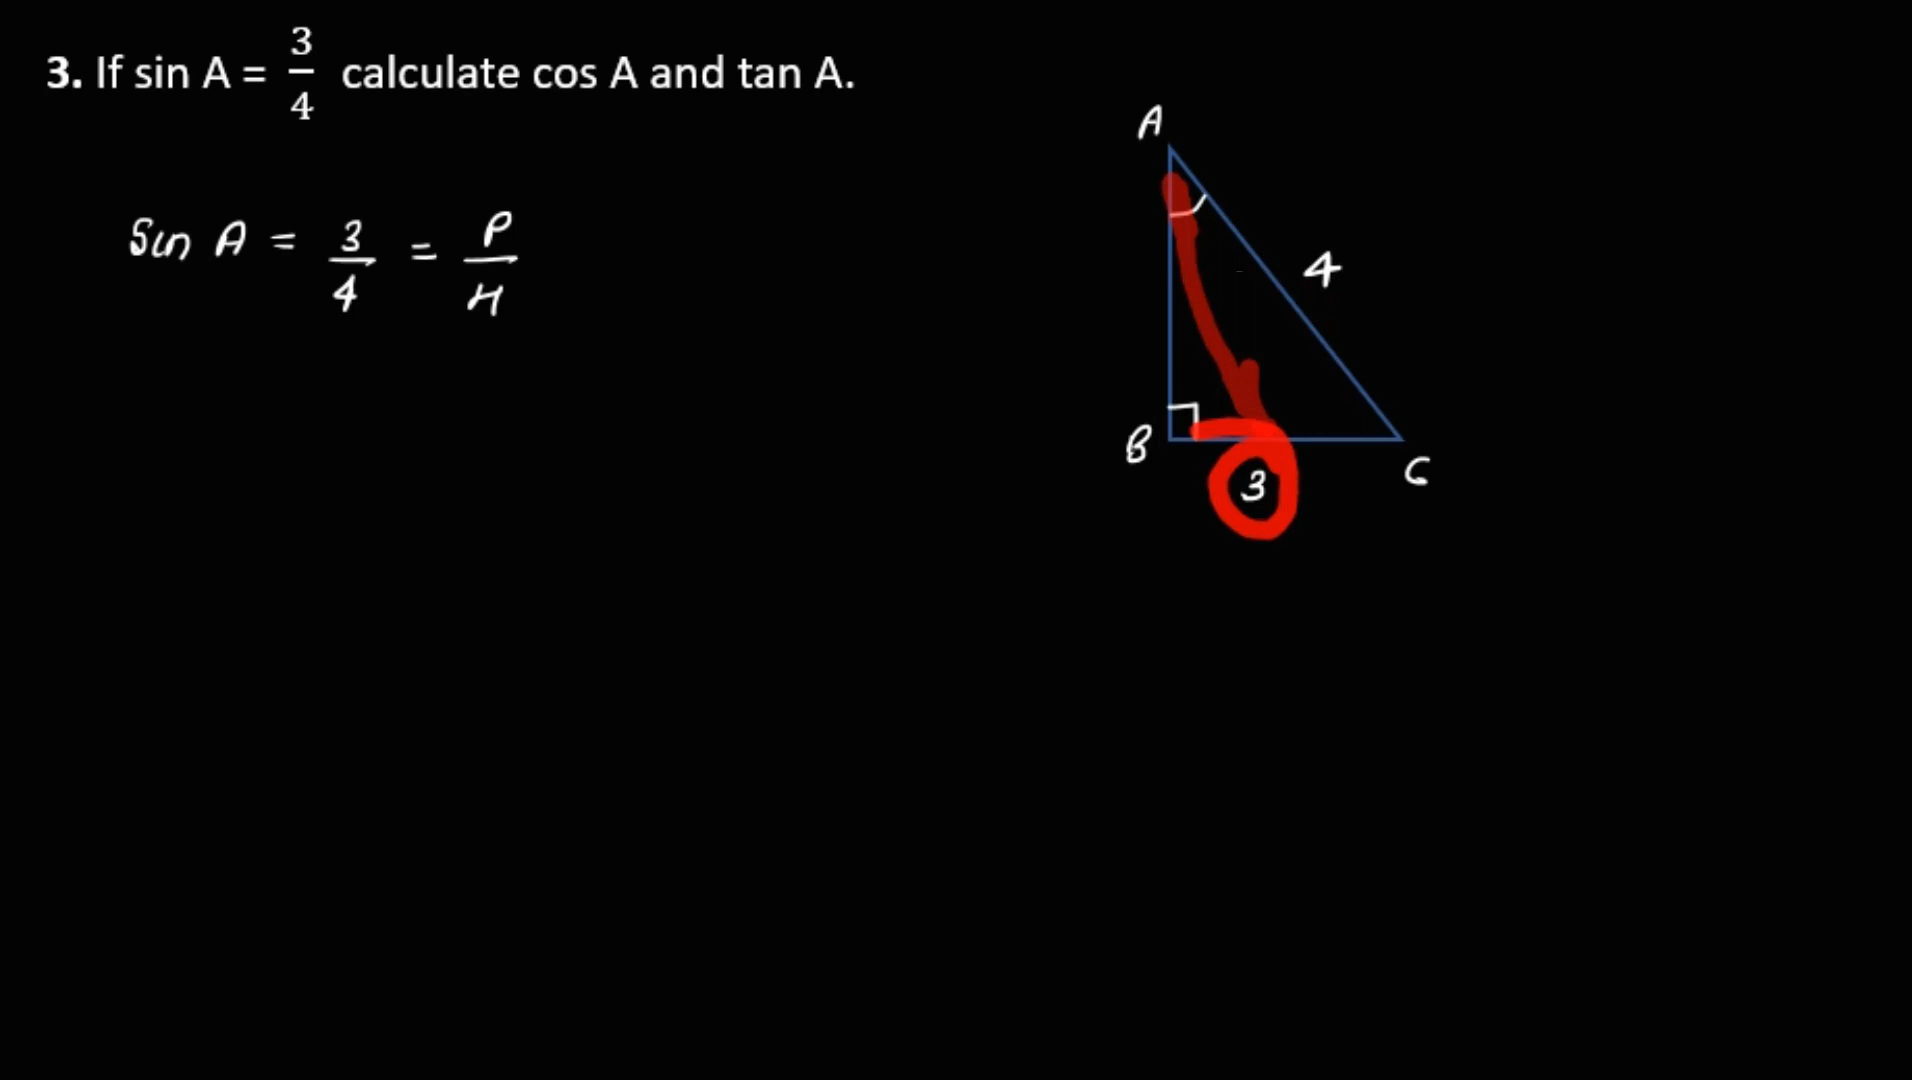 3. If sin A = 3/4 calculate cos A and tan A.
Sin A = 3/4 = P/H
A
4
B
3
C